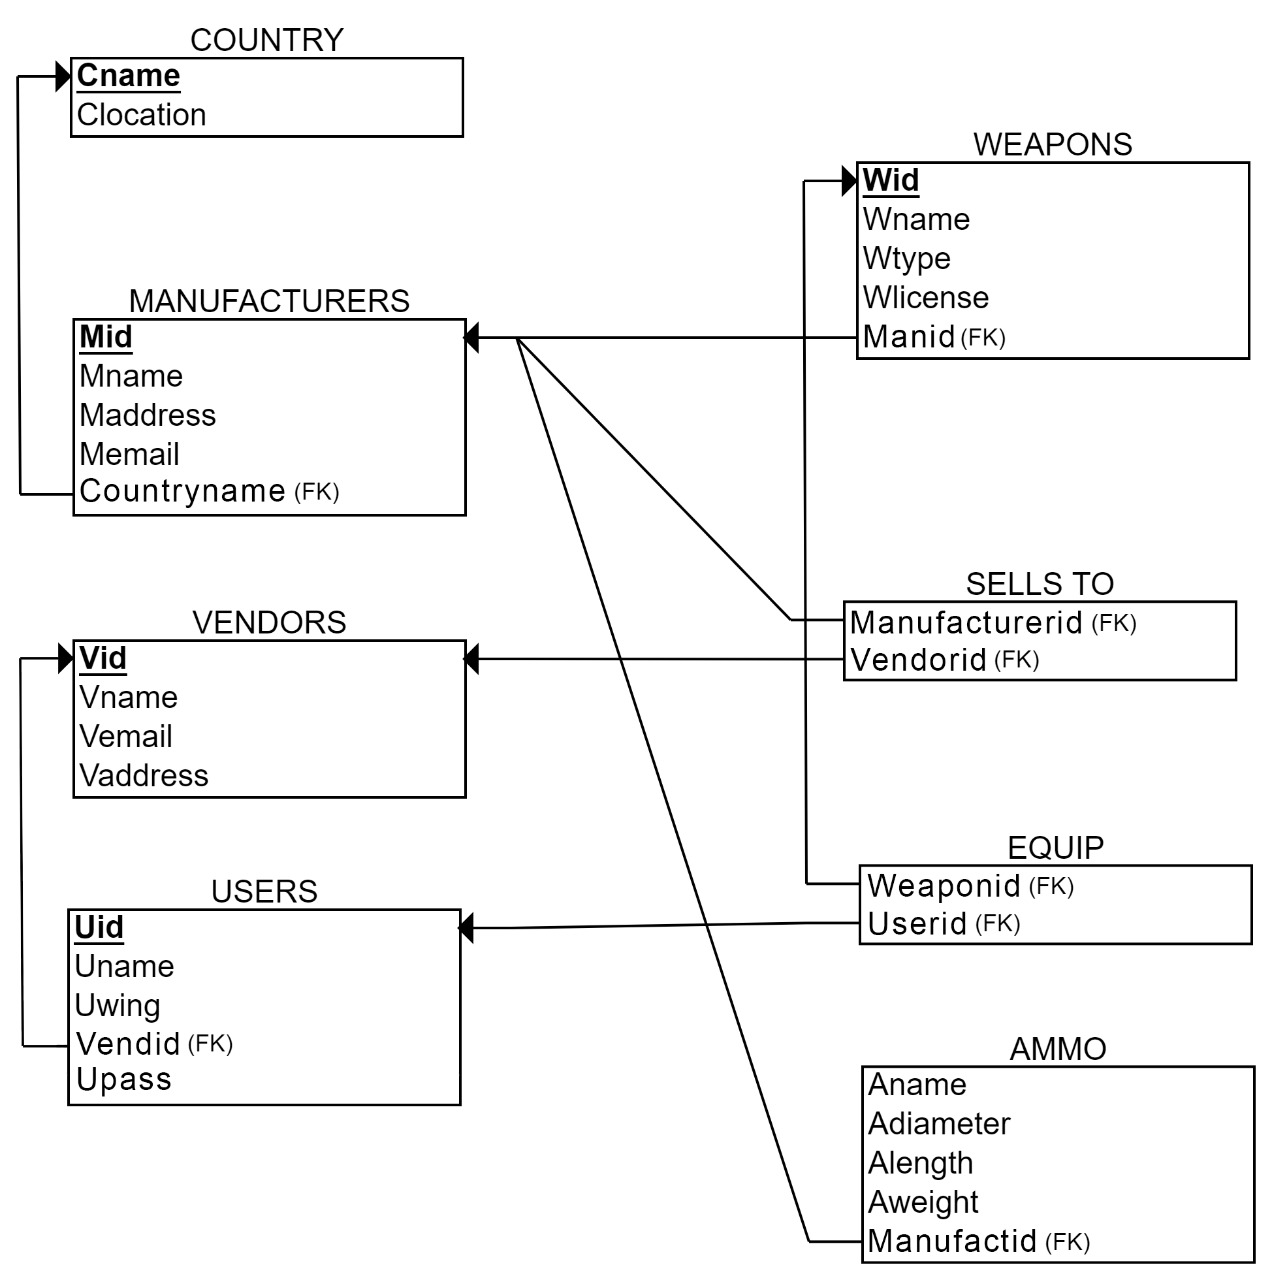 COUNTRY
Cname
Clocation
MANUFACTURERS
Mid
Mname
Maddress
Memail
Countryname (FK)
VENDORS
Vid
Vname
Vemail
Vaddress
USERS
Uid
Uname
Uwing
Vendid (FK)
Upass
WEAPONS
Wid
Wname
Wtype
Wlicense
Manid (FK)
SELLS TO
Manufacturerid (FK)
Vendorid (FK)
EQUIP
Weaponid (FK)
Userid (FK)
AMMO
Aname
Adiameter
Alength
Aweight
Manufactid (FK)